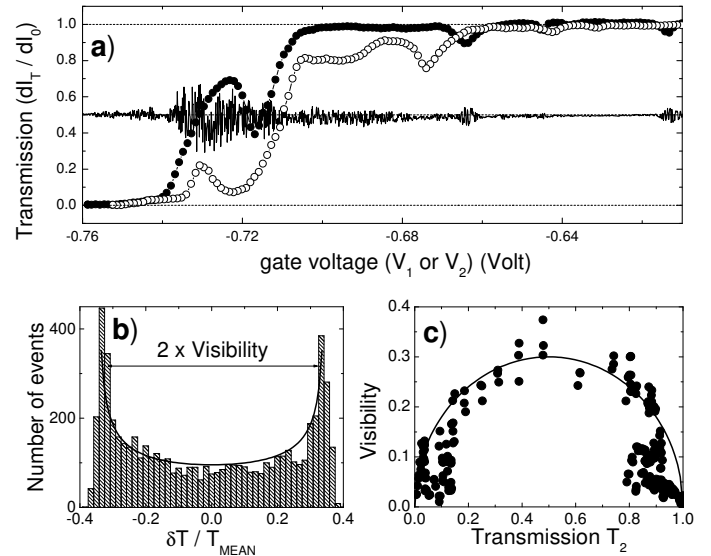 a)
Transmission (dI_T / dI_0)
1.0
0.8
0.6
0.4
0.2
0.0
-0.76 -0.72 -0.68 -0.64
gate voltage (V_1 or V_2) (Volt)
b)
Number of events
400
200
0
2 x Visibility
-0.4 -0.2 0.0 0.2 0.4
δT / T_MEAN
c)
Visibility
0.4
0.3
0.2
0.1
0.0
0.0 0.2 0.4 0.6 0.8 1.0
Transmission T_2